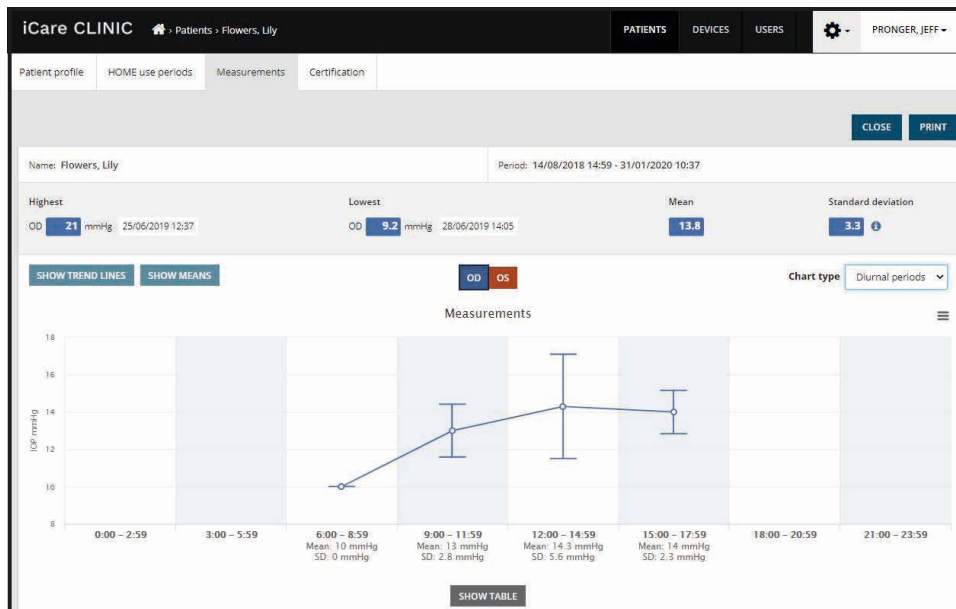 iCare CLINIC › Patients › Flowers, Lily PATIENTS DEVICES USERS PRONGER, JEFF
Patient profile HOME use periods Measurements Certification
CLOSE PRINT
Name: Flowers, Lily Period: 14/08/2018 14:59 - 31/01/2020 10:37
Highest Lowest Mean Standard deviation
OD 21 mmHg 25/06/2019 12:37 OD 9.2 mmHg 28/06/2019 14:05 13.8 3.3 i
SHOW TREND LINES SHOW MEANS OD OS Chart type Diurnal periods
Measurements
18
16
14
12
10
8
IOP mmHg
0:00 – 2:59 3:00 – 5:59 6:00 – 8:59 9:00 – 11:59 12:00 – 14:59 15:00 – 17:59 18:00 – 20:59 21:00 – 23:59
Mean: 10 mmHg Mean: 13 mmHg Mean: 14.3 mmHg Mean: 14 mmHg
SD: 0 mmHg SD: 2.8 mmHg SD: 5.6 mmHg SD: 2.3 mmHg
SHOW TABLE